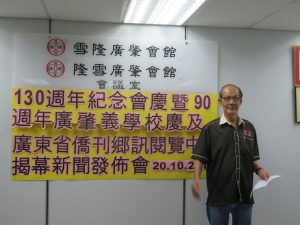 雪隆廣肇會館
雪隆廣肇會館
會議室
130週年紀念會慶暨90
週年廣肇義學校慶及
廣東省僑刊鄉訊閱覽中
揭幕新聞發佈會 20.10.2